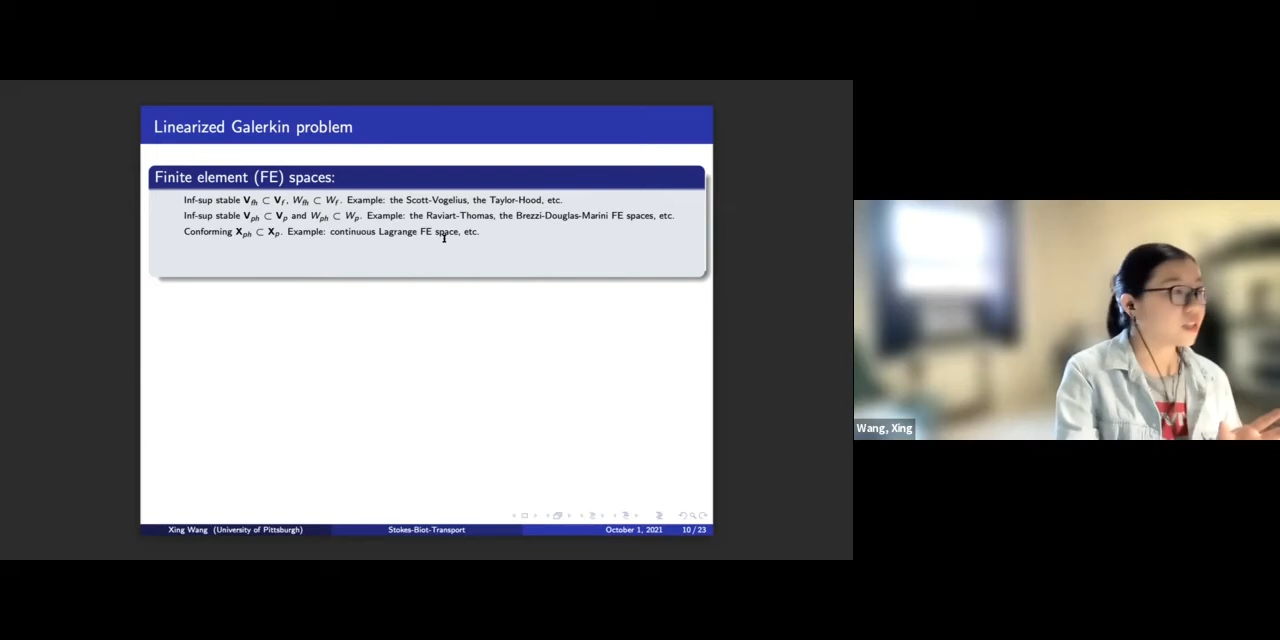 Linearized Galerkin problem
Finite element (FE) spaces:
Inf-sup stable V_fh ⊂ V_f, W_fh ⊂ W_f. Example: the Scott-Vogelius, the Taylor-Hood, etc.
Inf-sup stable V_ph ⊂ V_p and W_ph ⊂ W_p. Example: the Raviart-Thomas, the Brezzi-Douglas-Marini FE spaces, etc.
Conforming X_ph ⊂ X_p. Example: continuous Lagrange FE space, etc.
Xing Wang (University of Pittsburgh) Stokes-Biot-Transport October 1, 2021 10 / 23
Wang, Xing